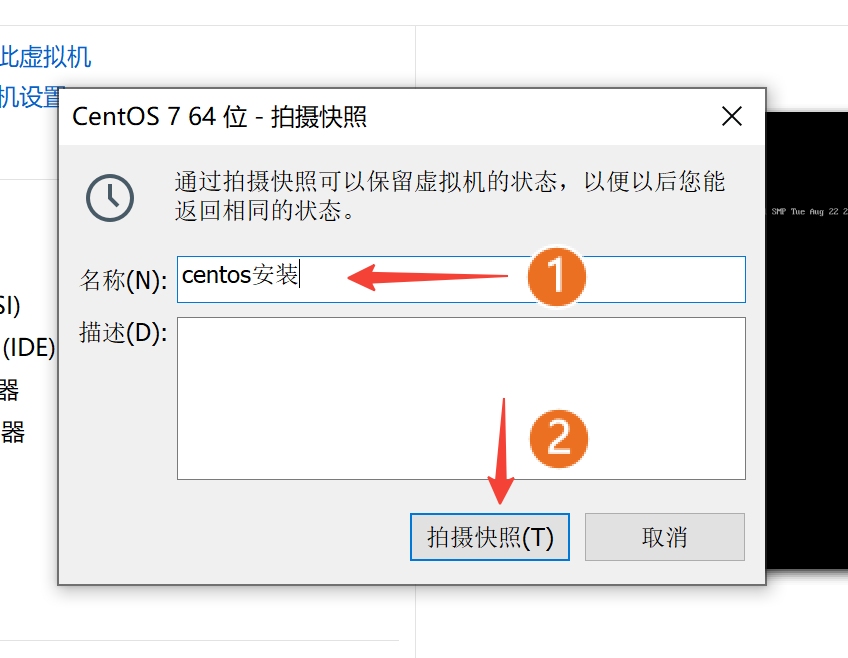 此虚拟机
机设置
CentOS 7 64 位 - 拍摄快照
通过拍摄快照可以保留虚拟机的状态，以便以后您能
返回相同的状态。
SMP Tue Aug 22 2
名称(N):
centos安装
1
描述(D):
SI)
(IDE)
器
器
2
拍摄快照(T)
取消